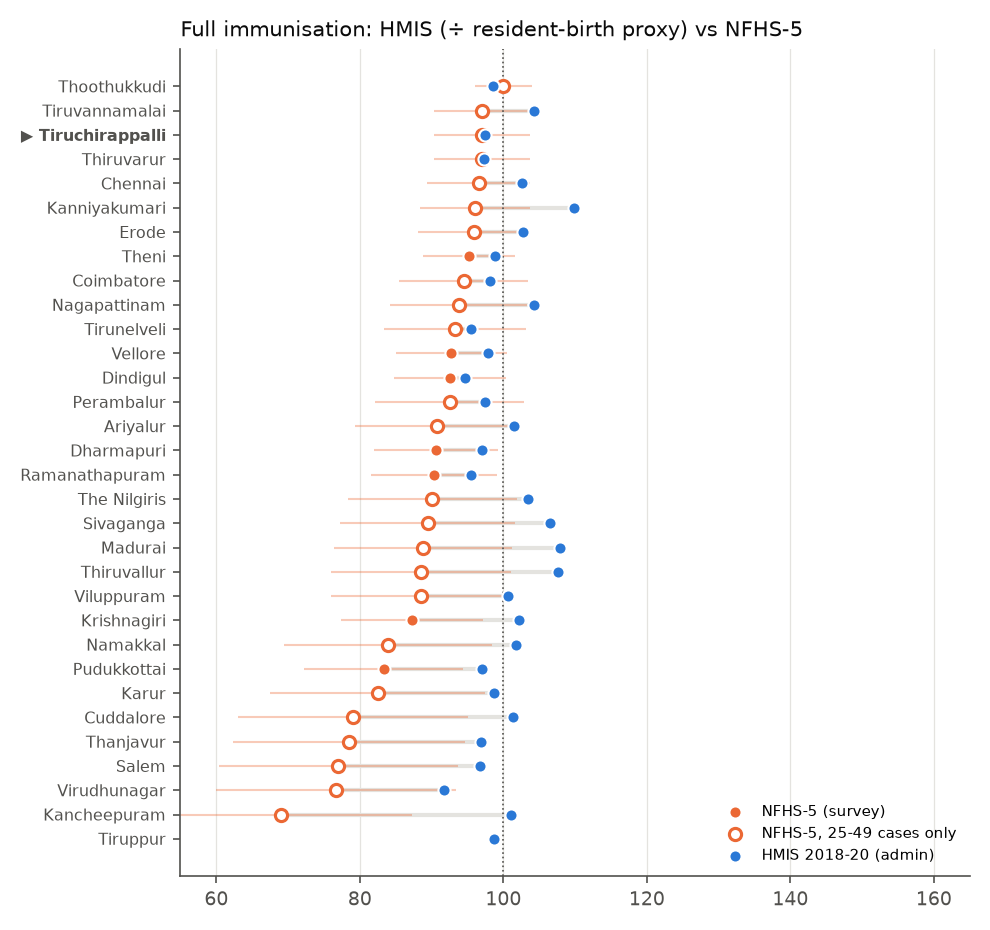 Full immunisation: HMIS (÷ resident-birth proxy) vs NFHS-5
Thoothukkudi
Tiruvannamalai
▶ Tiruchirappalli
Thiruvarur
Chennai
Kanniyakumari
Erode
Theni
Coimbatore
Nagapattinam
Tirunelveli
Vellore
Dindigul
Perambalur
Ariyalur
Dharmapuri
Ramanathapuram
The Nilgiris
Sivaganga
Madurai
Thiruvallur
Viluppuram
Krishnagiri
Namakkal
Pudukkottai
Karur
Cuddalore
Thanjavur
Salem
Virudhunagar
Kancheepuram
Tiruppur
NFHS-5 (survey)
NFHS-5, 25-49 cases only
HMIS 2018-20 (admin)
60 80 100 120 140 160